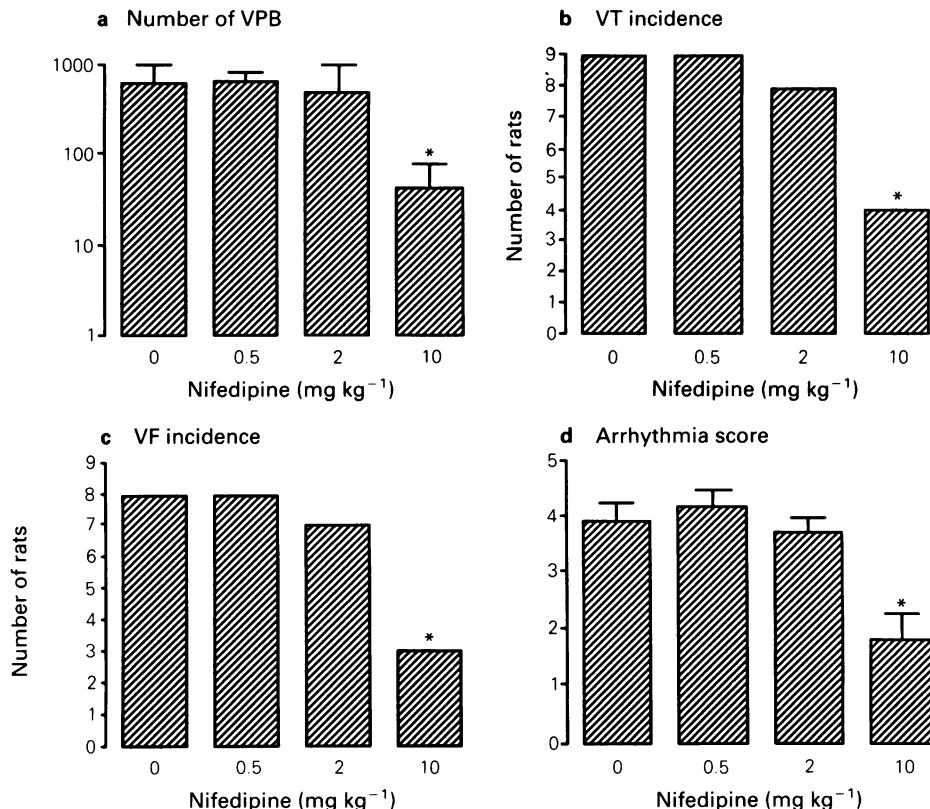 a Number of VPB
1000
100
10
1
*
0 0.5 2 10
Nifedipine (mg kg⁻¹)
b VT incidence
Number of rats
9
8
7
6
5
4
3
2
1
0
*
0 0.5 2 10
Nifedipine (mg kg⁻¹)
c VF incidence
Number of rats
9
8
7
6
5
4
3
2
1
0
*
0 0.5 2 10
Nifedipine (mg kg⁻¹)
d Arrhythmia score
5
4
3
2
1
0
*
0 0.5 2 10
Nifedipine (mg kg⁻¹)